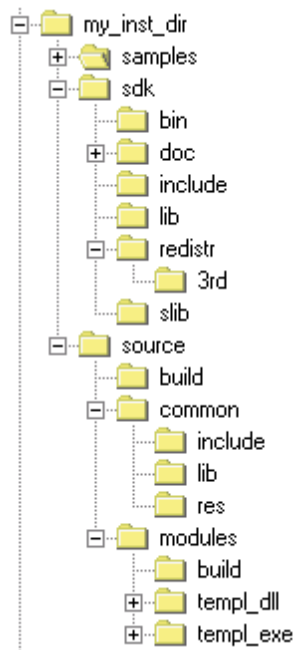 my_inst_dir
samples
sdk
bin
doc
include
lib
redistr
3rd
slib
source
build
common
include
lib
res
modules
build
templ_dll
templ_exe